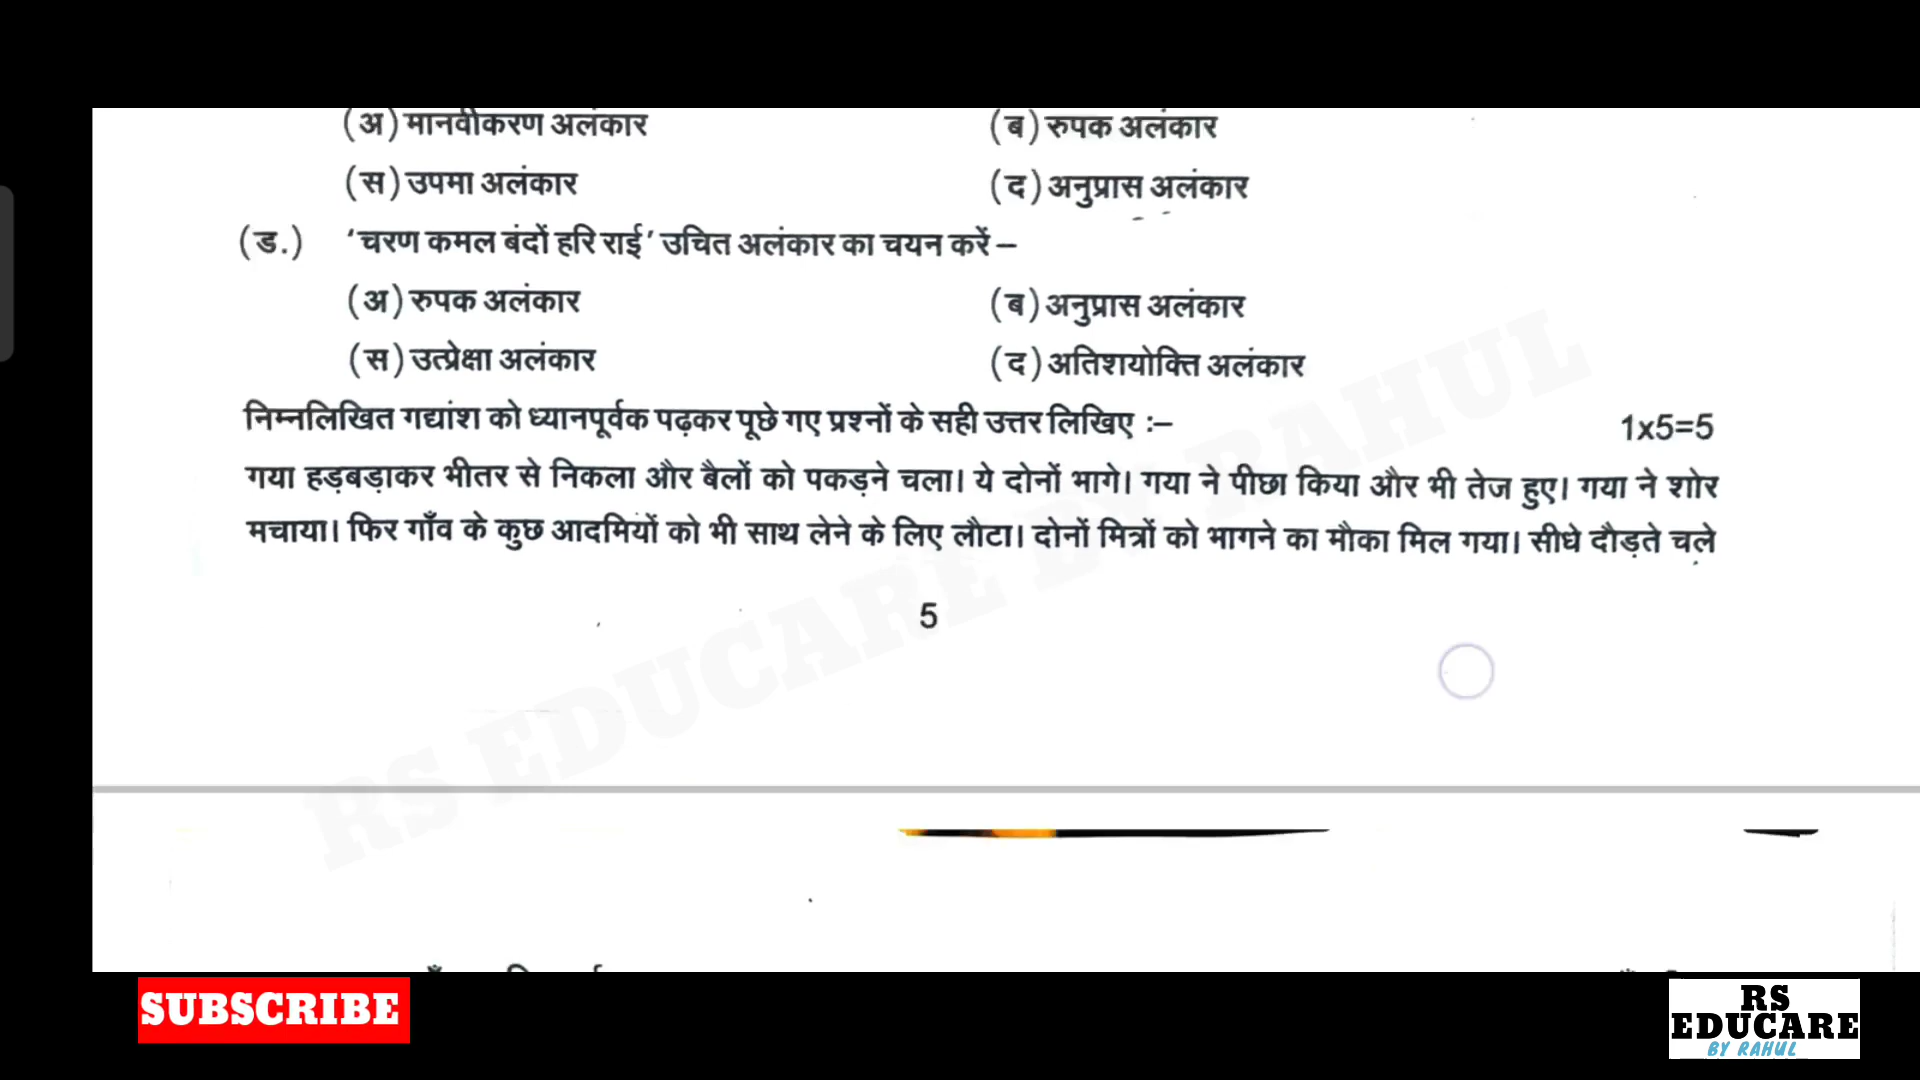 (अ) मानवीकरण अलंकार (ब) रुपक अलंकार
(स) उपमा अलंकार (द) अनुप्रास अलंकार
(ड.) 'चरण कमल बंदों हरि राई' उचित अलंकार का चयन करें –
(अ) रुपक अलंकार (ब) अनुप्रास अलंकार
(स) उत्प्रेक्षा अलंकार (द) अतिशयोक्ति अलंकार
निम्नलिखित गद्यांश को ध्यानपूर्वक पढ़कर पूछे गए प्रश्नों के सही उत्तर लिखिए :– 1x5=5
गया हड़बड़ाकर भीतर से निकला और बैलों को पकड़ने चला। ये दोनों भागे। गया ने पीछा किया और भी तेज हुए। गया ने शोर
मचाया। फिर गाँव के कुछ आदमियों को भी साथ लेने के लिए लौटा। दोनों मित्रों को भागने का मौका मिल गया। सीधे दौड़ते चले
5
RS EDUCARE BY RAHUL
SUBSCRIBE
RS
EDUCARE
BY RAHUL